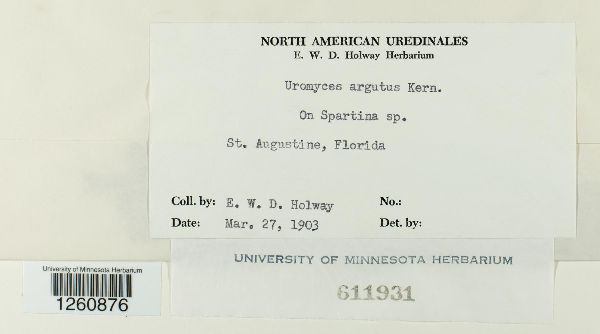 NORTH AMERICAN UREDINALES
E. W. D. Holway Herbarium
Uromyces argutus Kern.
On Spartina sp.
St. Augustine, Florida
Coll. by: E. W. D. Holway No.:
Date: Mar. 27, 1903 Det. by:
UNIVERSITY OF MINNESOTA HERBARIUM
611931
University of Minnesota Herbarium
1260876